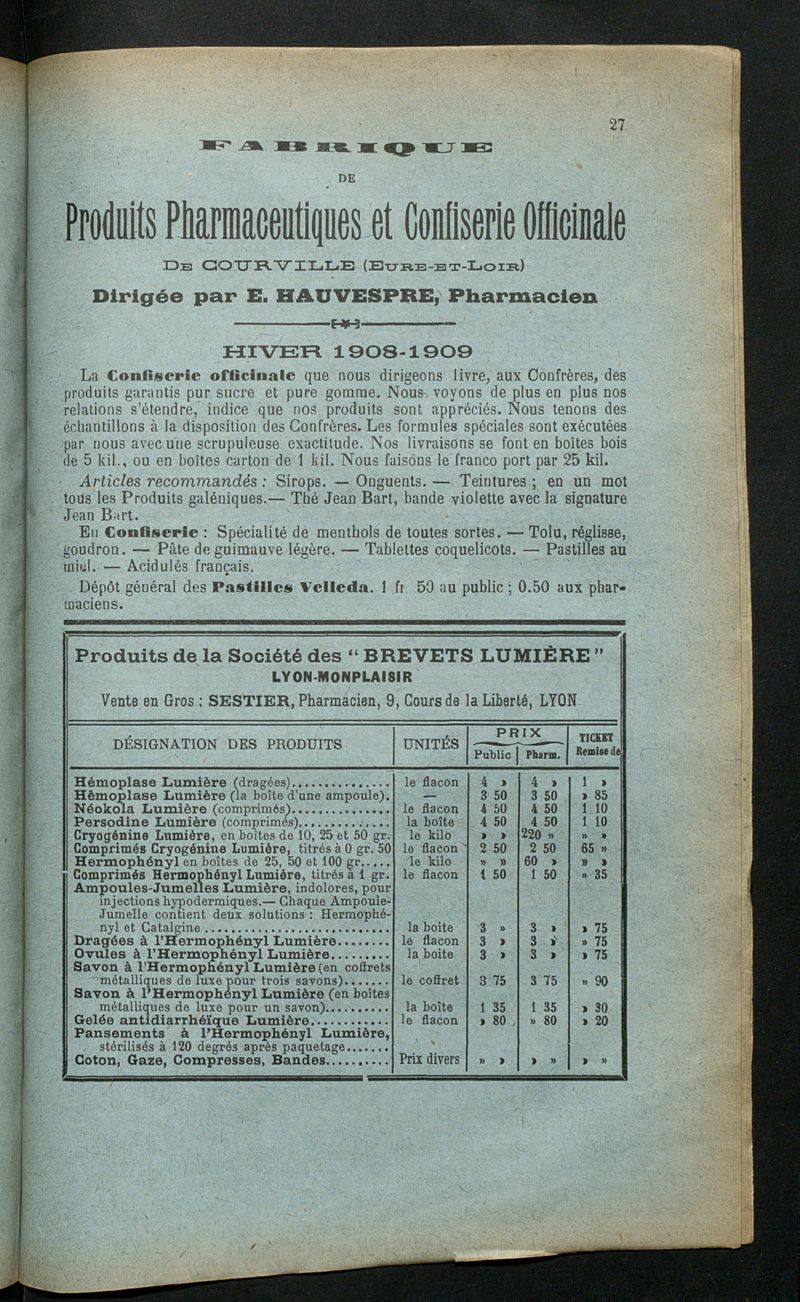 27
FABRIQUE
DE
Produits Pharmaceutiques et Confiserie Officinale
DE COURVILLE (EURE-ET-LOIR)
Dirigée par E. HAUVESPRE, Pharmacien
HIVER 1908-1909
La Confiserie officinale que nous dirigeons livre, aux Confrères, des
produits garantis pur sucre et pure gomme. Nous voyons de plus en plus nos
relations s'étendre, indice que nos produits sont appréciés. Nous tenons des
échantillons à la disposition des Confrères. Les formules spéciales sont exécutées
par nous avec une scrupuleuse exactitude. Nos livraisons se font en boîtes bois
de 5 kil., ou en boîtes carton de 1 kil. Nous faisons le franco port par 25 kil.
Articles recommandés : Sirops. — Onguents. — Teintures ; en un mot
tous les Produits galéniques.— Thé Jean Bart, bande violette avec la signature
Jean Bart.
En Confiserie : Spécialité de menthols de toutes sortes. — Tolu, réglisse,
goudron. — Pâte de guimauve légère. — Tablettes coquelicots. — Pastilles au
miel. — Acidulés français.
Dépôt général des Pastilles Velleda. 1 fr 50 au public ; 0.50 aux phar-
maciens.
Produits de la Société des “ BREVETS LUMIÈRE ”
LYON-MONPLAISIR
Vente en Gros : SESTIER, Pharmacien, 9, Cours de la Liberté, LYON
DÉSIGNATION DES PRODUITS UNITÉS PRIX Public Pharm. TICKET Remise de
Hémoplase Lumière (dragées)............... le flacon 4 » 4 » 1 »
Hémoplase Lumière (la boîte d'une ampoule). — 3 50 3 50 » 85
Néokola Lumière (comprimés)............... le flacon 4 50 4 50 1 10
Persodine Lumière (comprimés).............. la boîte 4 50 4 50 1 10
Cryogénine Lumière, en boîtes de 10, 25 et 50 gr. le kilo » » 220 » » »
Comprimés Cryogénine Lumière, titrés à 0 gr. 50 le flacon 2 50 2 50 65 »
Hermophényl en boîtes de 25, 50 et 100 gr..... le kilo » » 60 » » »
Comprimés Hermophényl Lumière, titrés à 1 gr. le flacon 1 50 1 50 » 35
Ampoules-Jumelles Lumière, indolores, pour
injections hypodermiques.— Chaque Ampoule-
Jumelle contient deux solutions : Hermophé-
nyl et Catalgine ............................ la boîte 3 » 3 » » 75
Dragées à l'Hermophényl Lumière........ le flacon 3 » 3 » » 75
Ovules à l'Hermophényl Lumière......... la boîte 3 » 3 » » 75
Savon à l'Hermophényl Lumière (en coffrets
métalliques de luxe pour trois savons)....... le coffret 3 75 3 75 » 90
Savon à l'Hermophényl Lumière (en boîtes
métalliques de luxe pour un savon).......... la boîte 1 35 1 35 » 30
Gelée antidiarrhéïque Lumière............ le flacon » 80 » 80 » 20
Pansements à l'Hermophényl Lumière,
stérilisés à 120 degrés après paquetage.......
Coton, Gaze, Compresses, Bandes.......... Prix divers » » » » » »